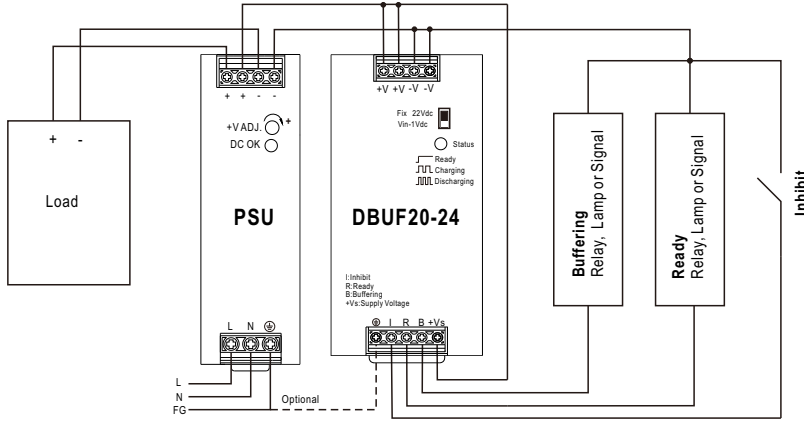 + + - -
+V +V -V -V
+ -
Load
+V ADJ. +
DC OK
PSU
L N
Fix 22Vdc
Vin-1Vdc
Status
Ready
Charging
Discharging
DBUF20-24
I:Inhibit
R:Ready
B:Buffering
+Vs:Supply Voltage
I R B +Vs
Buffering
Relay, Lamp or Signal
Ready
Relay, Lamp or Signal
Inhibit
L
N
FG
Optional